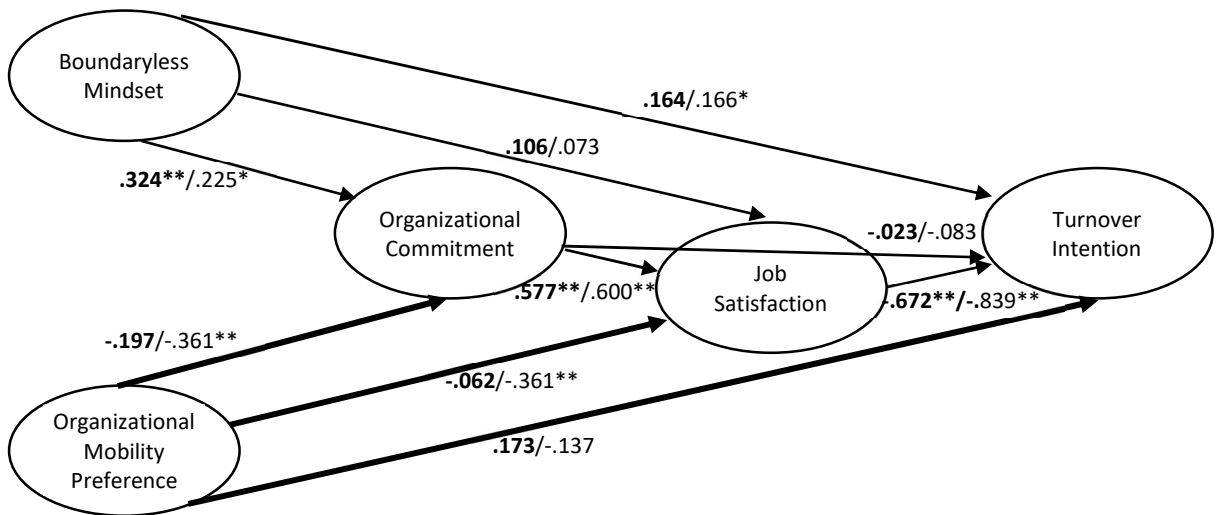 Boundaryless
Mindset
.164/.166*
.106/.073
.324**/.225*
Organizational
Commitment
-.023/-.083
Turnover
Intention
Job
Satisfaction
.577**/.600**
-.672**/-.839**
-.197/-.361**
-.062/-.361**
Organizational
Mobility
Preference
.173/-.137